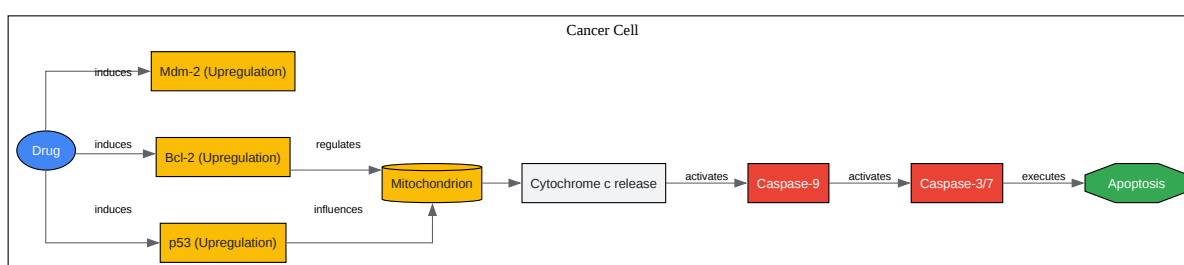 Cancer Cell
induces
Mdm-2 (Upregulation)
Drug
induces
Bcl-2 (Upregulation)
regulates
Mitochondrion
Cytochrome c release
activates
Caspase-9
activates
Caspase-3/7
executes
Apoptosis
induces
p53 (Upregulation)
influences